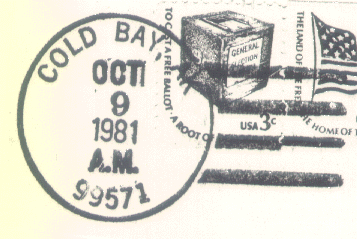 COLD BAY,
OCT
9
1981
A.M.
99571
TO CAST A FREE BALLOT · A ROOT OF
GENERAL
ELECTION
USA 3c
THE LAND OF THE FREE
THE HOME OF T